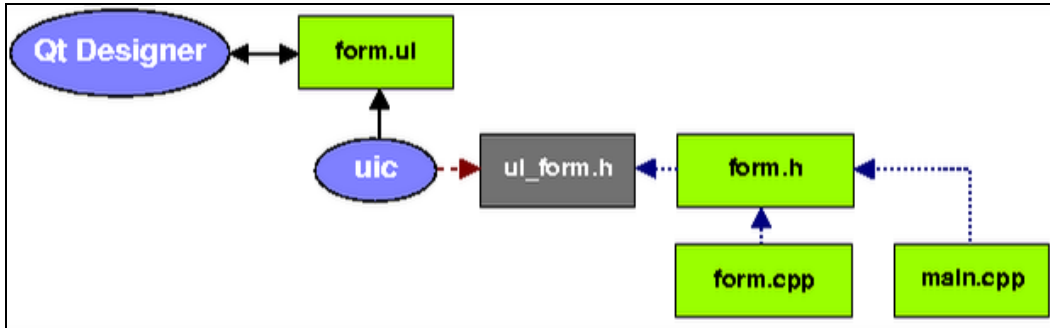 Qt Designer
form.ui
uic
ui_form.h
form.h
form.cpp
main.cpp